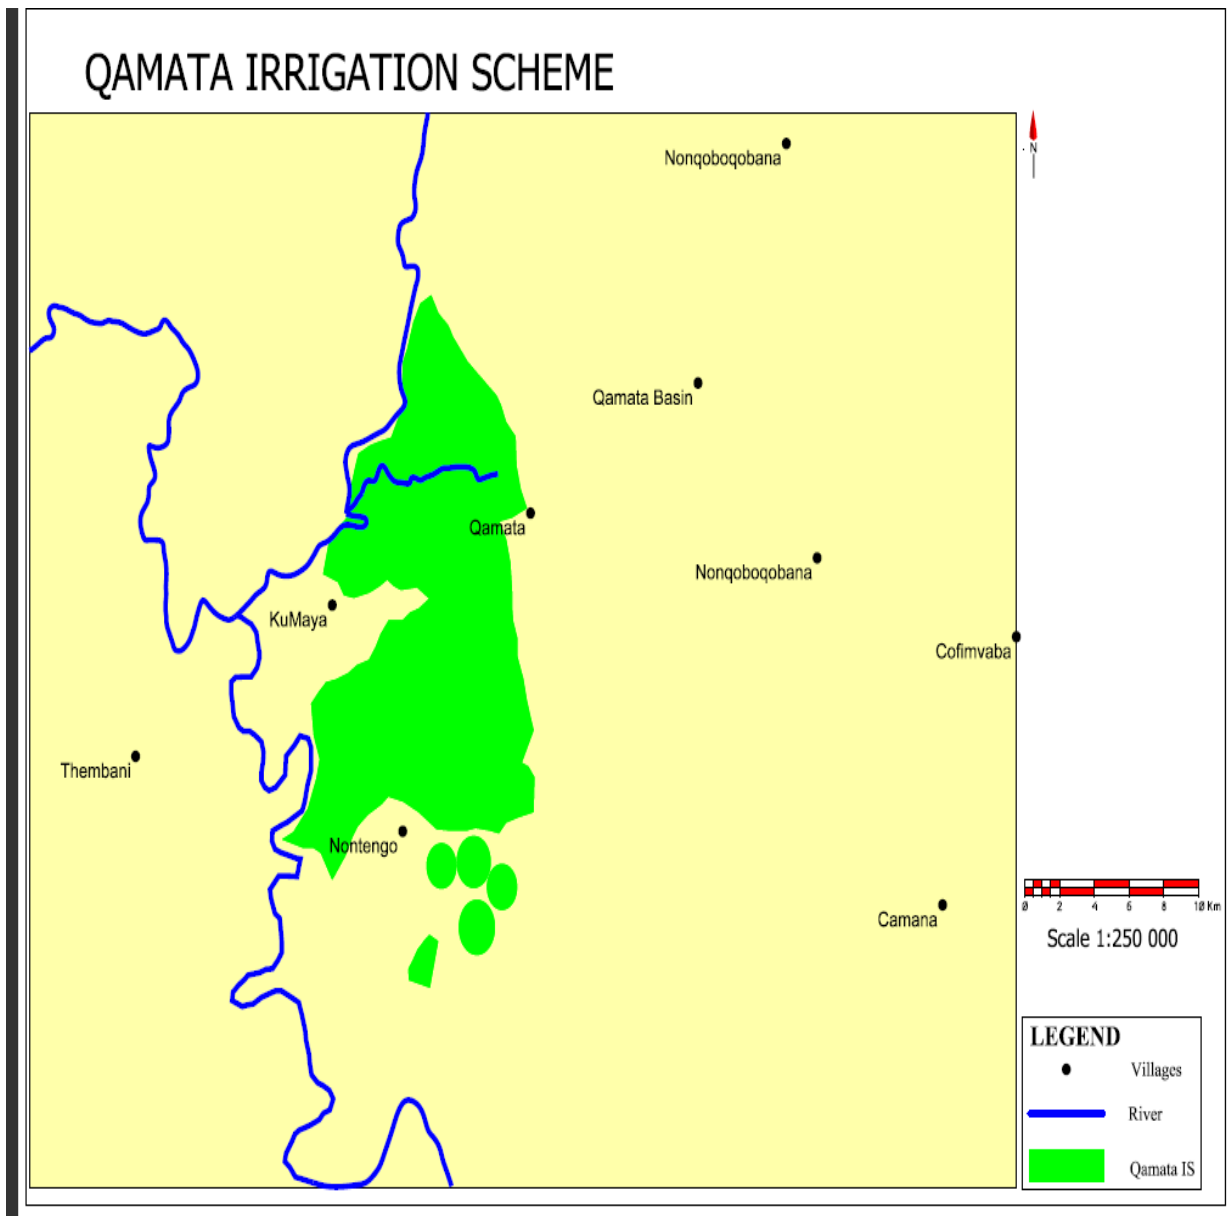 QAMATA IRRIGATION SCHEME
N
Nonqoboqobana
Qamata Basin
Qamata
Nonqoboqobana
KuMaya
Cofimvaba
Thembani
Nontengo
Camana
0 2 4 6 8 10 Km
Scale 1:250 000
LEGEND
Villages
River
Qamata IS